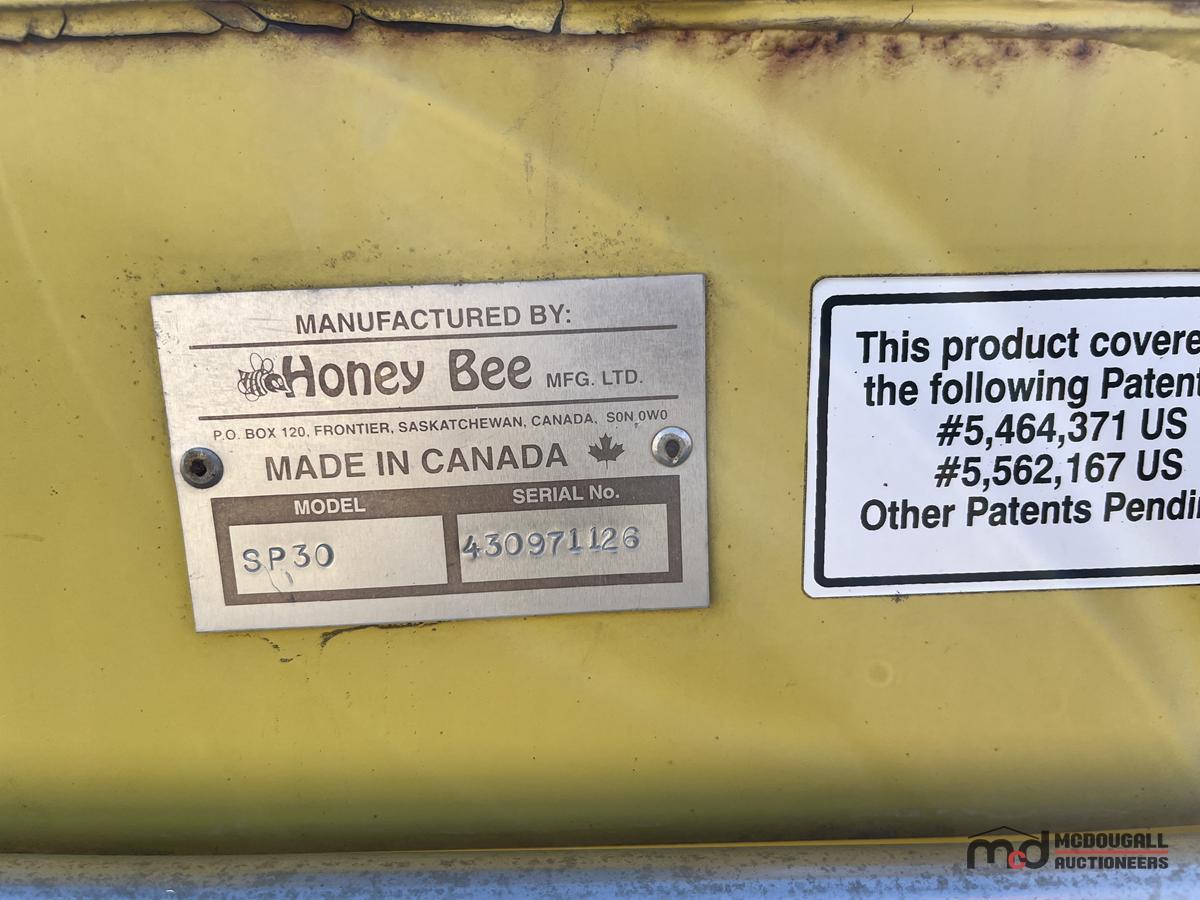 MANUFACTURED BY:
Honey Bee MFG. LTD.
P.O. BOX 120, FRONTIER, SASKATCHEWAN, CANADA, S0N 0W0
MADE IN CANADA
MODEL SERIAL No.
SP30 430971126
This product covere
the following Patent
#5,464,371 US
#5,562,167 US
Other Patents Pendin
mcd MCDOUGALL
AUCTIONEERS